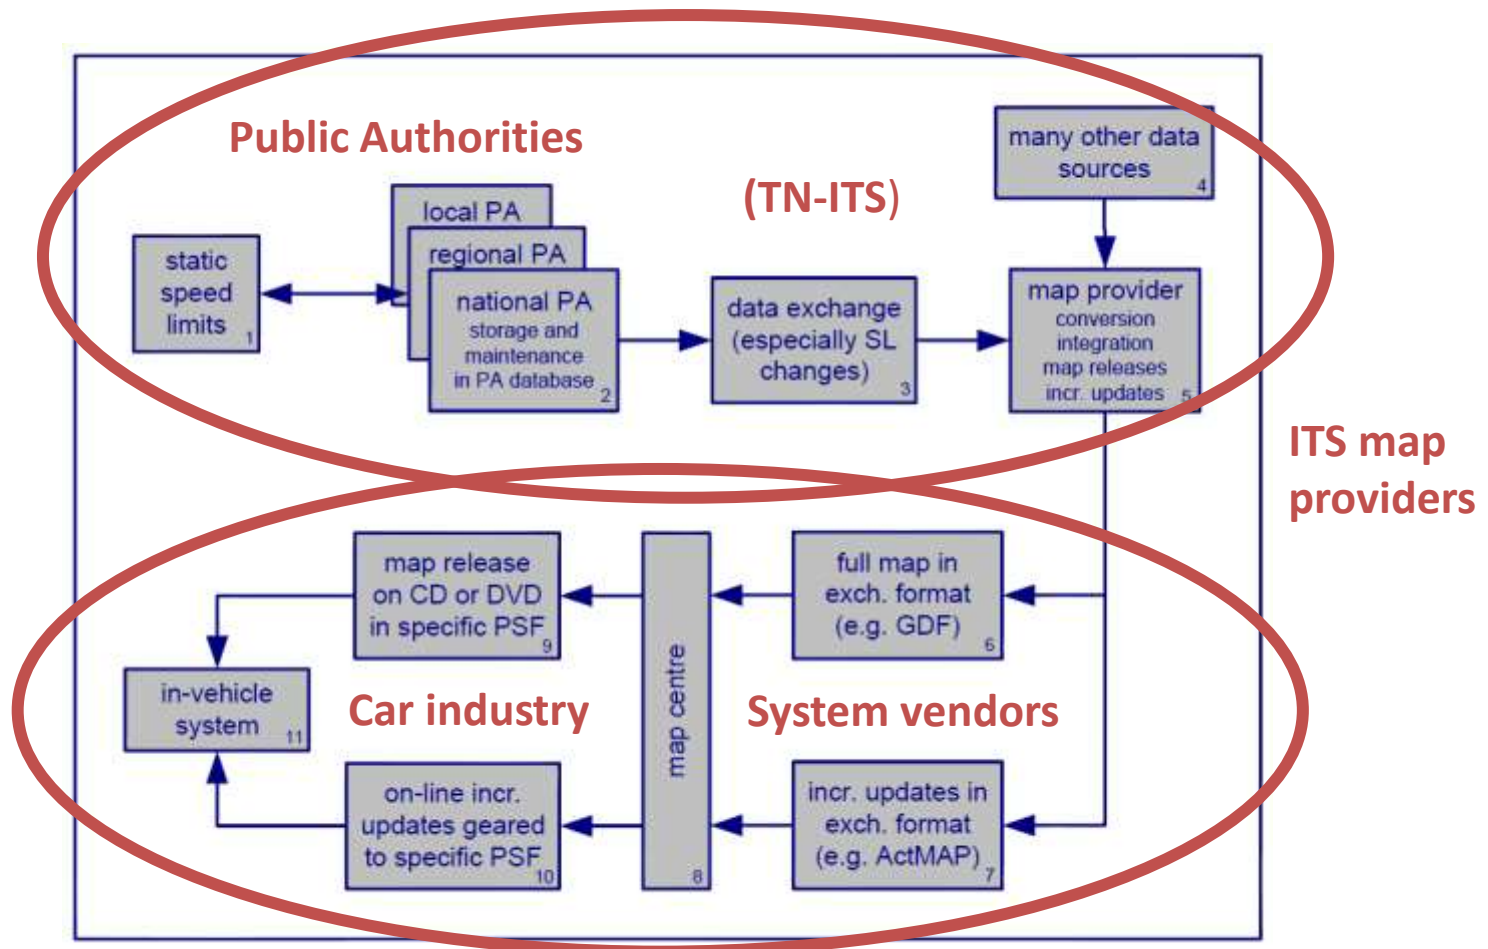 Public Authorities
(TN-ITS)
many other data
sources
4
static
speed
limits
1
local PA
regional PA
national PA
storage and
maintenance
in PA database
2
data exchange
(especially SL
changes)
3
map provider
conversion
integration
map releases
incr. updates
5
ITS map
providers
map release
on CD or DVD
in specific PSF
9
map centre
8
full map in
exch. format
(e.g. GDF)
6
in-vehicle
system
11
Car industry
System vendors
on-line incr.
updates geared
to specific PSF
10
incr. updates in
exch. format
(e.g. ActMAP)
7